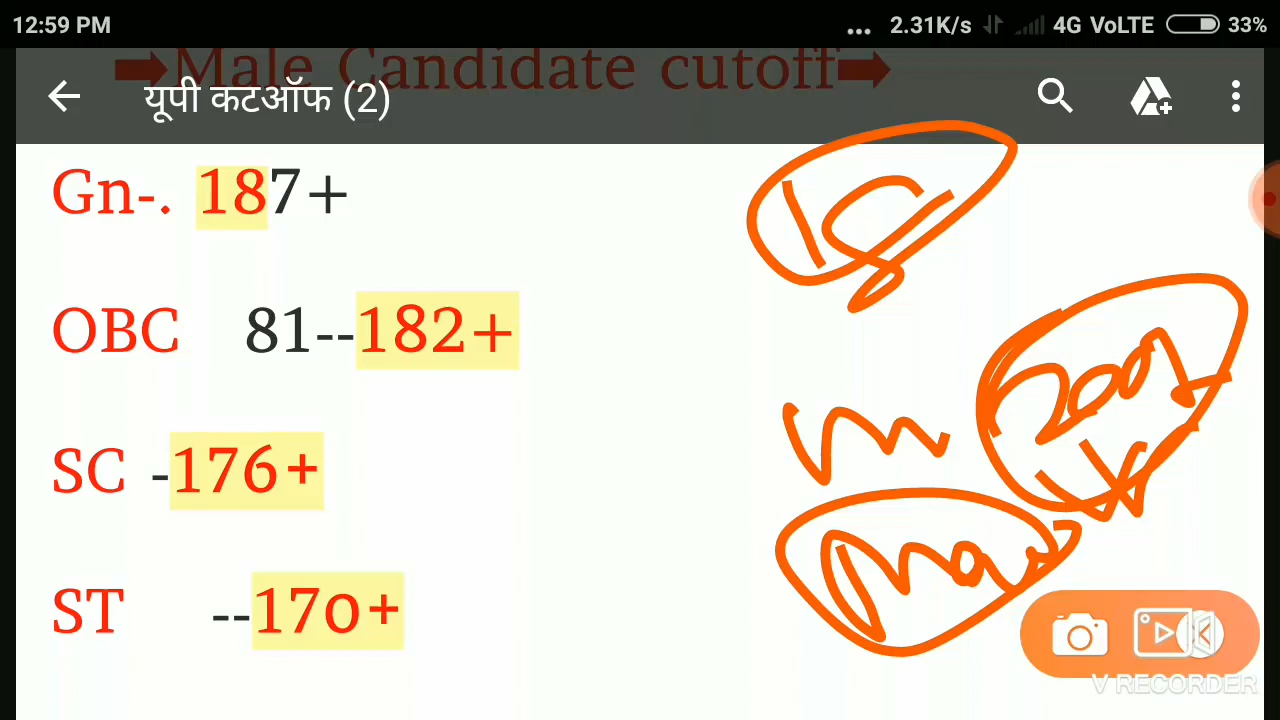 12:59 PM ... 2.31K/s 4G VoLTE 33%
Male Candidate cutoff
यूपी कटऑफ (2)
Gn-. 187+
OBC 81--182+
SC -176+
ST --170+
V RECORDER